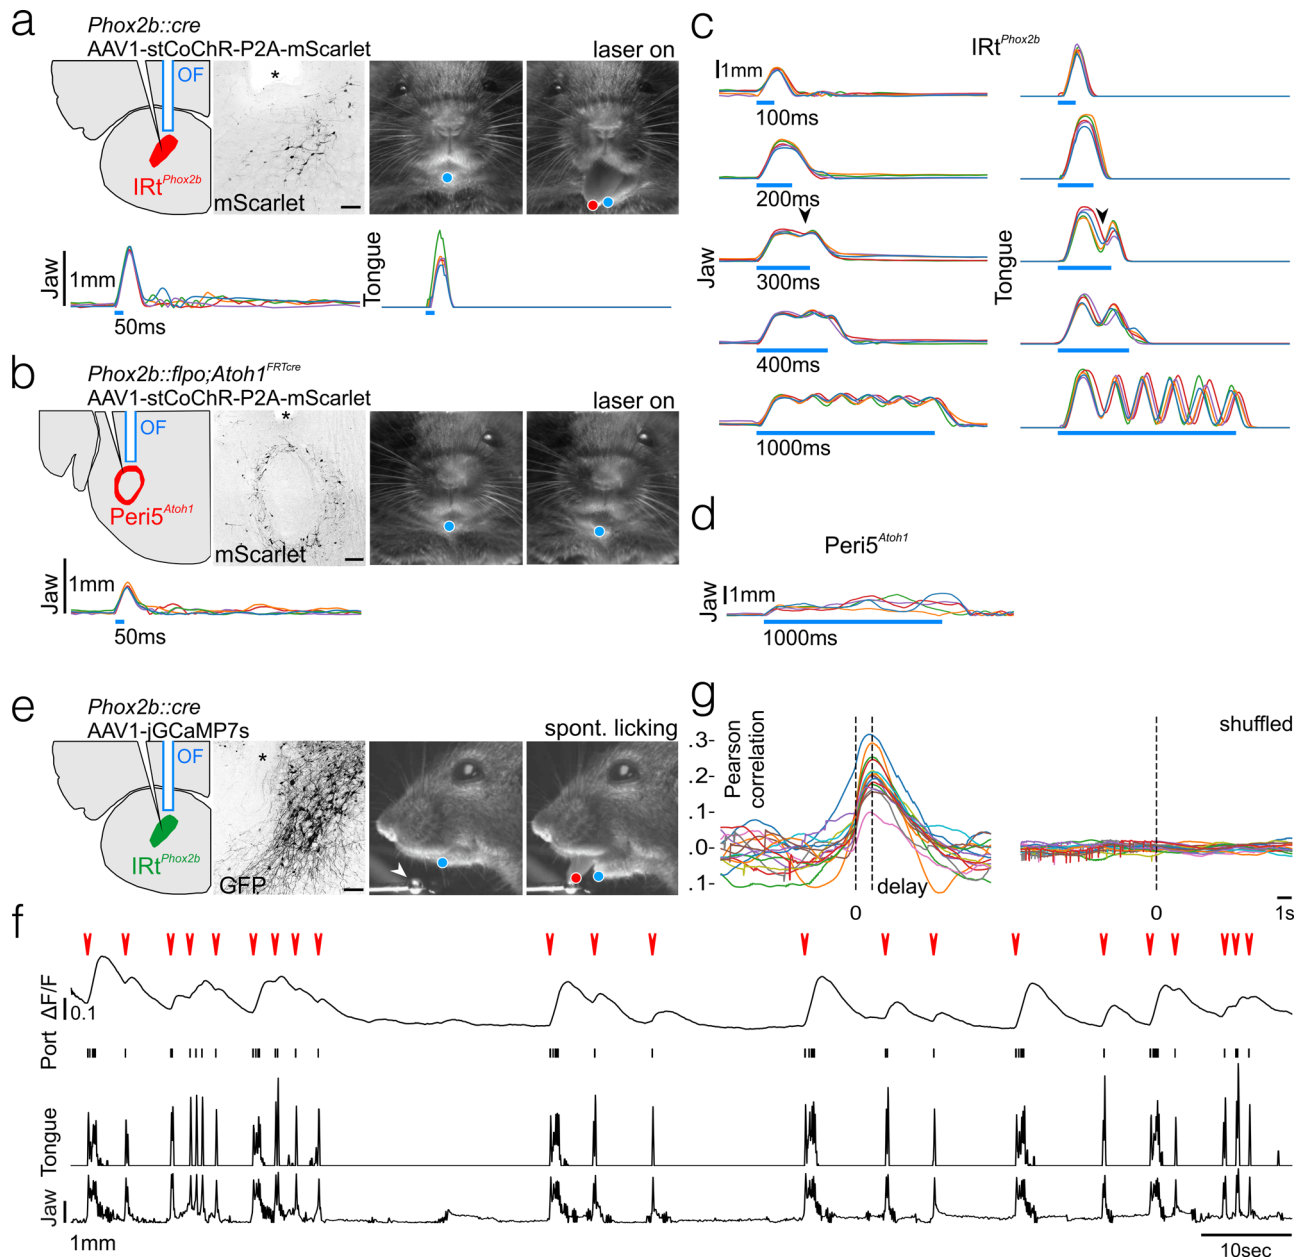 a
Phox2b::cre
AAV1-stCoChR-P2A-mScarlet
laser on
OF
*
IRtPhox2b
mScarlet
Jaw
1mm
50ms
Tongue
b
Phox2b::flpo;Atoh1FRTcre
AAV1-stCoChR-P2A-mScarlet
laser on
OF
*
Peri5Atoh1
mScarlet
Jaw
1mm
50ms
c
IRtPhox2b
1mm
100ms
200ms
Jaw
300ms
Tongue
400ms
1000ms
d
Peri5Atoh1
Jaw
1mm
1000ms
e
Phox2b::cre
AAV1-jGCaMP7s
spont. licking
OF
*
IRtPhox2b
GFP
g
Pearson
correlation
shuffled
.3-
.2-
.1-
.0-
.1-
delay
0
0
1s
f
ΔF/F
0.1
Port
Tongue
Jaw
1mm
10sec